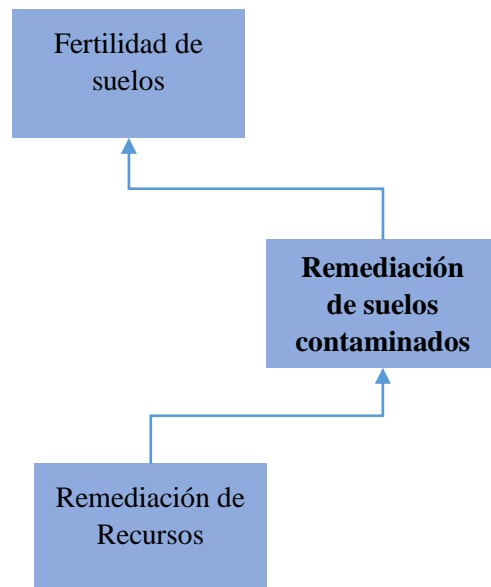 Fertilidad de
suelos
Remediación
de suelos
contaminados
Remediación de
Recursos